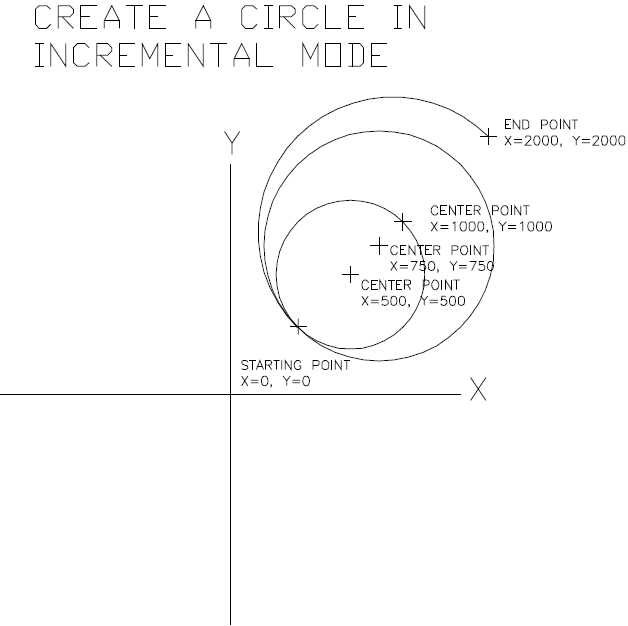 CREATE A CIRCLE IN
INCREMENTAL MODE
END POINT
X=2000, Y=2000
Y
CENTER POINT
X=1000, Y=1000
CENTER POINT
X=750, Y=750
CENTER POINT
X=500, Y=500
STARTING POINT
X=0, Y=0
X